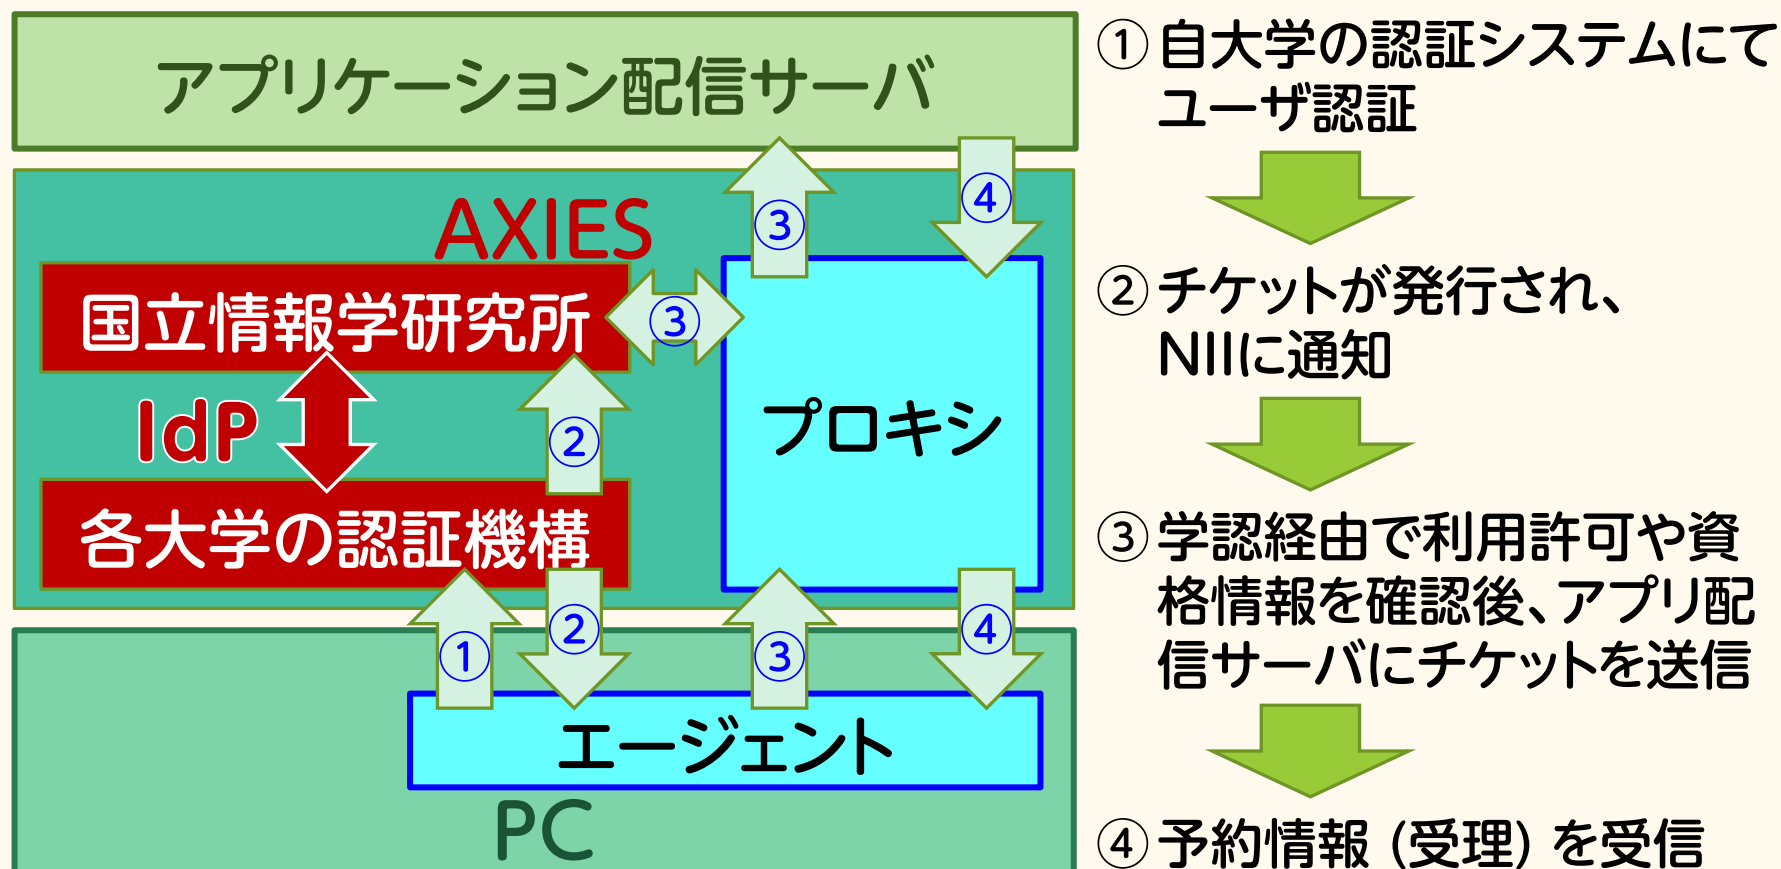 アプリケーション配信サーバ
③
④
AXIES
国立情報学研究所
③
IdP
②
プロキシ
各大学の認証機構
①
②
③
④
エージェント
PC
①自大学の認証システムにて
ユーザ認証
②チケットが発行され、
NIIに通知
③学認経由で利用許可や資
格情報を確認後、アプリ配
信サーバにチケットを送信
④予約情報 (受理) を受信